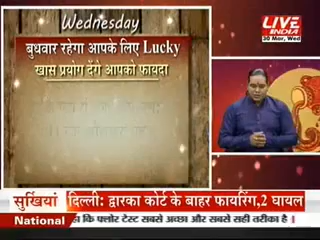 Wednesday
बुधवार रहेगा आपके लिए Lucky
खास प्रयोग देंगे आपको फायदा
LIVE
INDIA
30 Mar, Wed
सुर्खियां दिल्ली: द्वारका कोर्ट के बाहर फायरिंग,2 घायल
National हा कि फ्लोर टेस्ट सबसे अच्छा और सबसे सही तरीका है ।